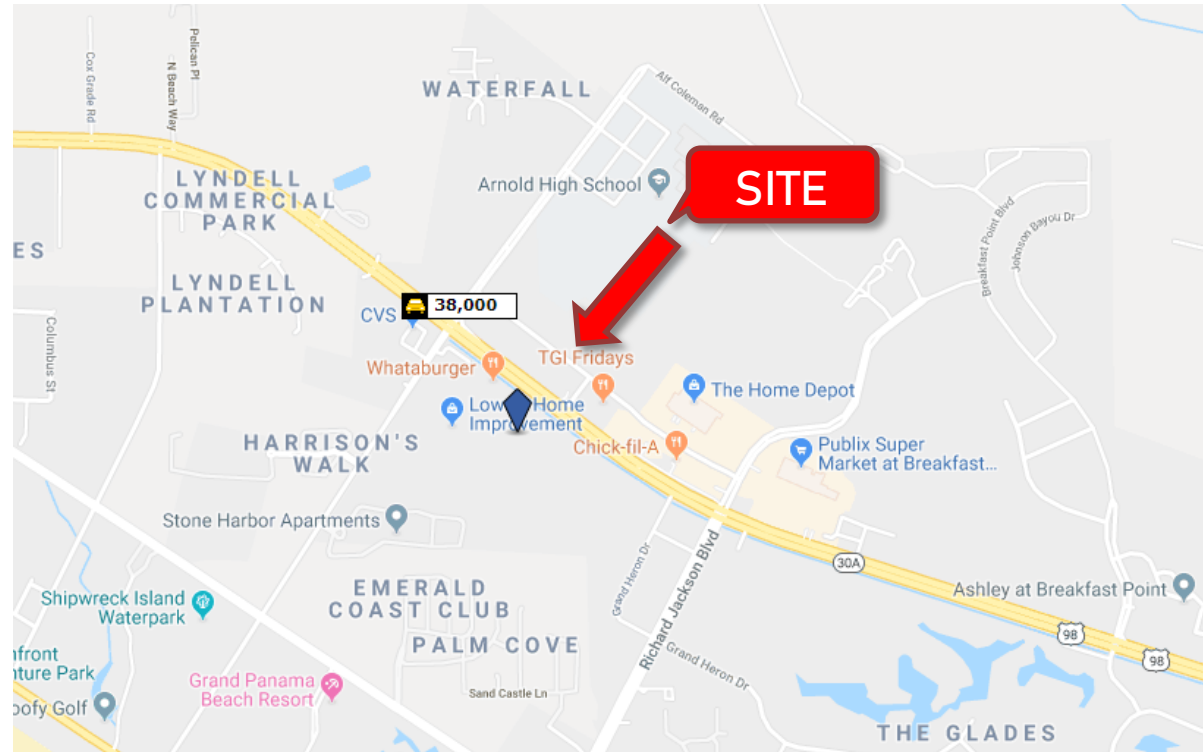 Pelican Pl
Cox Grade Rd
N Beach Way
WATERFALL
Alf Coleman Rd
LYNDELL
COMMERCIAL
PARK
Arnold High School
SITE
Breakfast Point Blvd
Johnson Bayou Dr
ES
LYNDELL
PLANTATION
38,000
CVS
Columbus St
TGI Fridays
Whataburger
The Home Depot
Home
Improvement
HARRISON'S
WALK
Chick-fil-A
Publix Super
Market at Breakfast...
Stone Harbor Apartments
30A
Grand Heron Dr
Richard Jackson Blvd
EMERALD
COAST CLUB
Ashley at Breakfast Point
Shipwreck Island
Waterpark
98
PALM COVE
98
nfront
nture Park
Grand Heron Dr
Grand Panama
Beach Resort
Sand Castle Ln
oofy Golf
THE GLADES